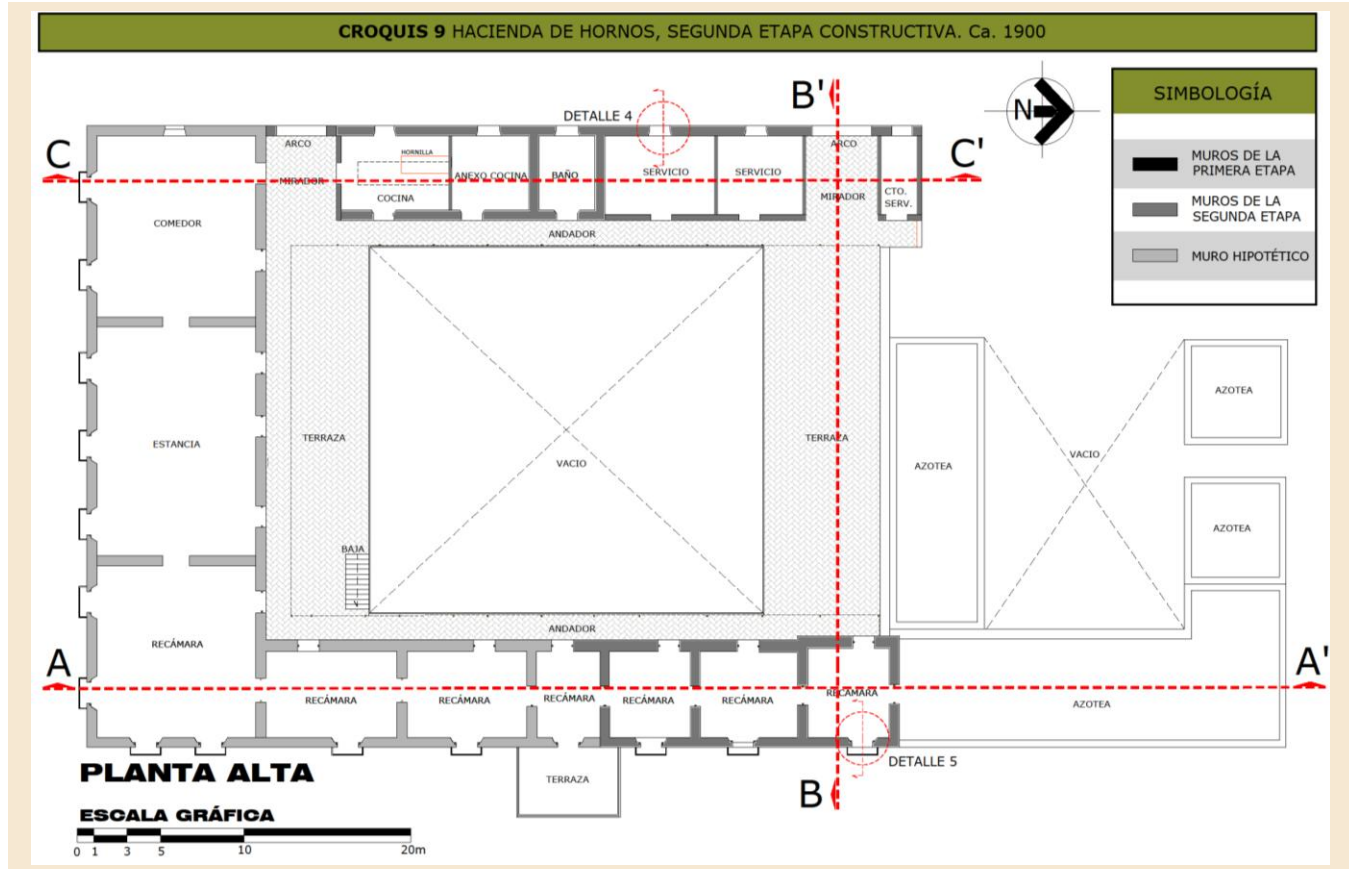 CROQUIS 9 HACIENDA DE HORNOS, SEGUNDA ETAPA CONSTRUCTIVA. Ca. 1900
SIMBOLOGÍA
MUROS DE LA
PRIMERA ETAPA
MUROS DE LA
SEGUNDA ETAPA
MURO HIPOTÉTICO
N
B'
DETALLE 4
C
C'
ARCO
MIRADOR
HORNILLA
COCINA
ANEXO COCINA
BAÑO
SERVICIO
SERVICIO
ARCO
MIRADOR
CTO.
SERV.
COMEDOR
ANDADOR
ESTANCIA
TERRAZA
VACIO
TERRAZA
AZOTEA
VACIO
AZOTEA
AZOTEA
BAJA
ANDADOR
RECÁMARA
A
A'
RECÁMARA
RECÁMARA
RECÁMARA
RECÁMARA
RECÁMARA
RECÁMARA
AZOTEA
DETALLE 5
B
TERRAZA
PLANTA ALTA
ESCALA GRÁFICA
0 1 3 5 10 20m